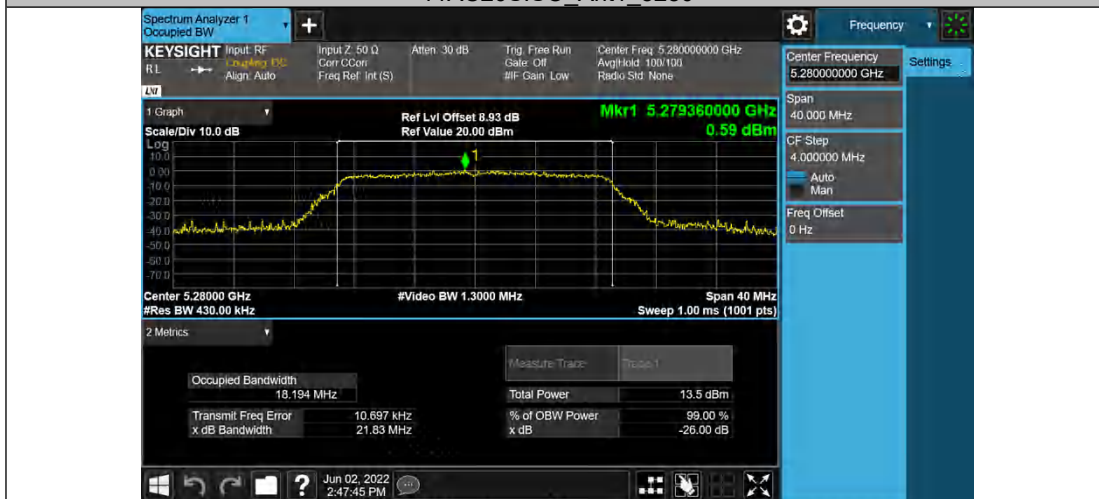 Spectrum Analyzer 1
Occupied BW
+
Frequency
KEYSIGHT
RL
LXI
Input: RF
Coupling: DC
Align: Auto
Input Z: 50 Ω
Corr CCorr
Freq Ref: Int (S)
Atten: 30 dB
Trig: Free Run
Gate: Off
#IF Gain: Low
Center Freq: 5.280000000 GHz
Avg|Hold: 100/100
Radio Std: None
Center Frequency
5.280000000 GHz
Settings
Span
40.000 MHz
CF Step
4.000000 MHz
Auto
Man
Freq Offset
0 Hz
1 Graph
Scale/Div 10.0 dB
Ref Lvl Offset 8.93 dB
Ref Value 20.00 dBm
Mkr1 5.279360000 GHz
0.59 dBm
Log
10.0
0.00
-10.0
-20.0
-30.0
-40.0
-50.0
-60.0
-70.0
1
Center 5.28000 GHz
#Res BW 430.00 kHz
#Video BW 1.3000 MHz
Span 40 MHz
Sweep 1.00 ms (1001 pts)
2 Metrics
Measure Trace
Trace 1
Occupied Bandwidth
18.194 MHz
Total Power
13.5 dBm
Transmit Freq Error
10.697 kHz
% of OBW Power
99.00 %
x dB Bandwidth
21.83 MHz
x dB
-26.00 dB
?
Jun 02, 2022
2:47:45 PM